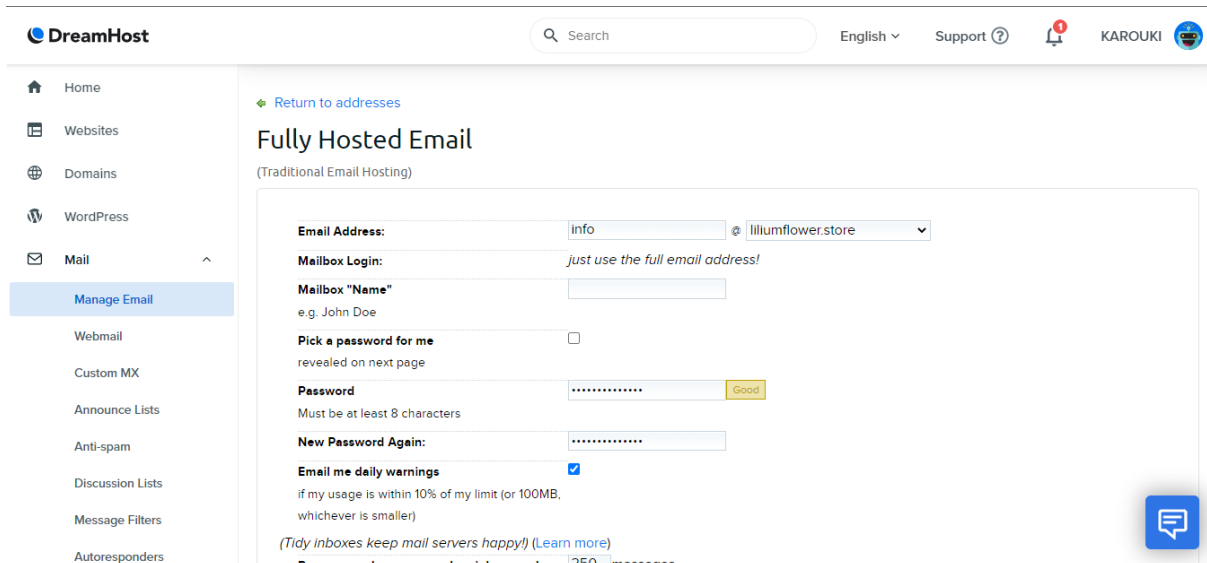 DreamHost
Search
English
Support ?
1
KAROUKI
Home
Websites
Domains
WordPress
Mail
Manage Email
Webmail
Custom MX
Announce Lists
Anti-spam
Discussion Lists
Message Filters
Autoresponders
Return to addresses
Fully Hosted Email
(Traditional Email Hosting)
Email Address: info @ liliumflower.store
Mailbox Login: just use the full email address!
Mailbox "Name"
e.g. John Doe
Pick a password for me
revealed on next page
Password •••••••••••••• Good
Must be at least 8 characters
New Password Again: ••••••••••••••
Email me daily warnings
if my usage is within 10% of my limit (or 100MB,
whichever is smaller)
(Tidy inboxes keep mail servers happy!) (Learn more)
250 messages